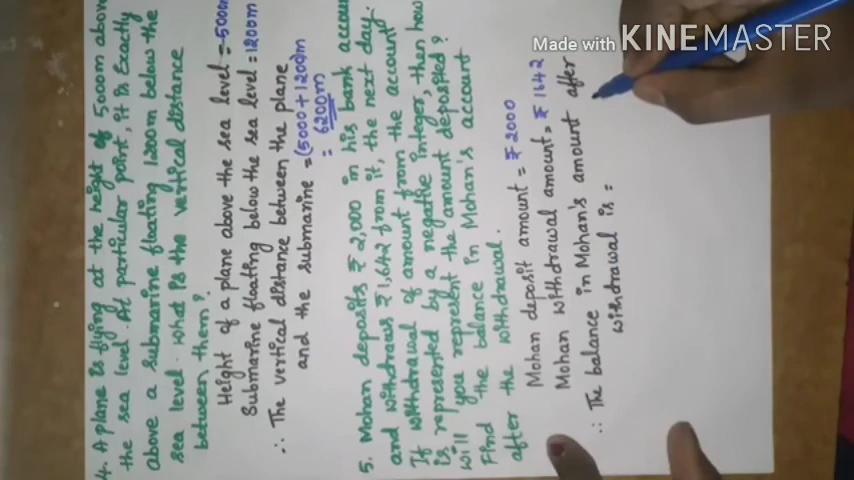 4. A plane is flying at the height of 5000m above
the sea level. At particular point, it is Exactly
above a submarine floating 1200m below the
sea level. what is the vertical distance
between them?
Height of a plane above the sea level = -5000m
Submarine floating below the sea level = 1200m
∴ The vertical distance between the plane
and the submarine = (5000 + 1200)m
= 6200m
5. Mohan deposits ₹ 2,000 in his bank account
and withdraws ₹ 1,642 from it, the next day.
If withdrawal of amount from the account
is represented by a negative integer, then how
will you represent the amount deposited?
Find the balance in Mohan's account
after the withdrawal.
Mohan deposit amount = ₹ 2000
Mohan withdrawal amount = ₹ 1642
∴ The balance in Mohan's amount after
withdrawal is =
Made with KINEMASTER